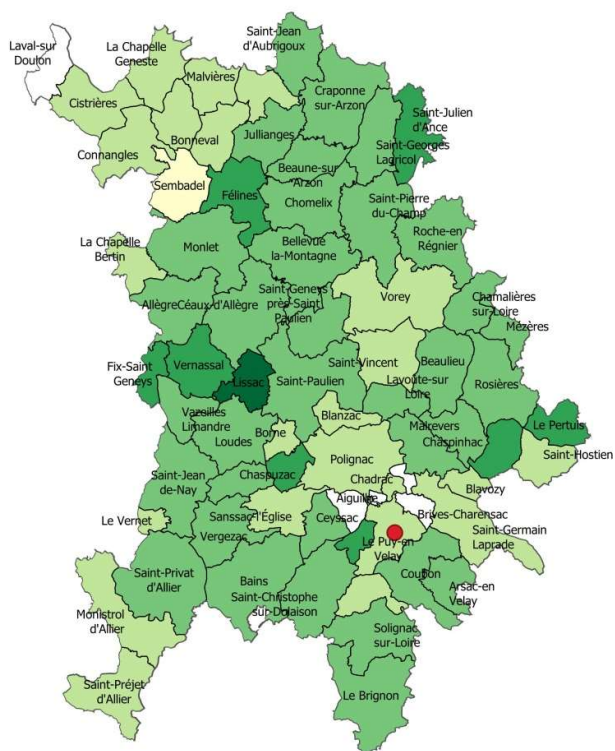 Saint-Jean
d'Aubrigoux
Laval-sur
Doulon
La Chapelle
Geneste
Malvières
Craponne
sur-Arzon
Cistrières
Saint-Julien
d'Ance
Bonneval
Jullianges
Saint-Georges
Lagricol
Connangles
Beaune-sur
Arzon
Sembadel
Félines
Chomelix
Saint-Pierre
du-Champ
Roche-en
Régnier
La Chapelle
Bertin
Monlet
Bellevue
la-Montagne
Saint-Geneys
près-Saint
Paulien
Vorey
Chamalières
sur-Loire
Allègre
Céaux-d'Allègre
Mézères
Fix-Saint
Geneys
Vernassal
Lissac
Saint-Paulien
Saint-Vincent
Beaulieu
Lavoûte-sur
Loire
Rosières
Vazeilles
Limandre
Blanzac
Loudes
Borne
Malrevers
Chaspinhac
Le Pertuis
Saint-Hostien
Polignac
Saint-Jean
de-Nay
Chaspuzac
Chadrac
Blavozy
Aiguilhe
Le Vernet
Sanssac-l'Église
Ceyssac
Brives-Charensac
Saint-Germain
Laprade
Vergezac
Le Puy-en
Velay
Saint-Privat
d'Allier
Bains
Coubon
Arsac-en
Velay
Saint-Christophe
sur-Dolaison
Monistrol
d'Allier
Solignac
sur-Loire
Saint-Préjet
d'Allier
Le Brignon